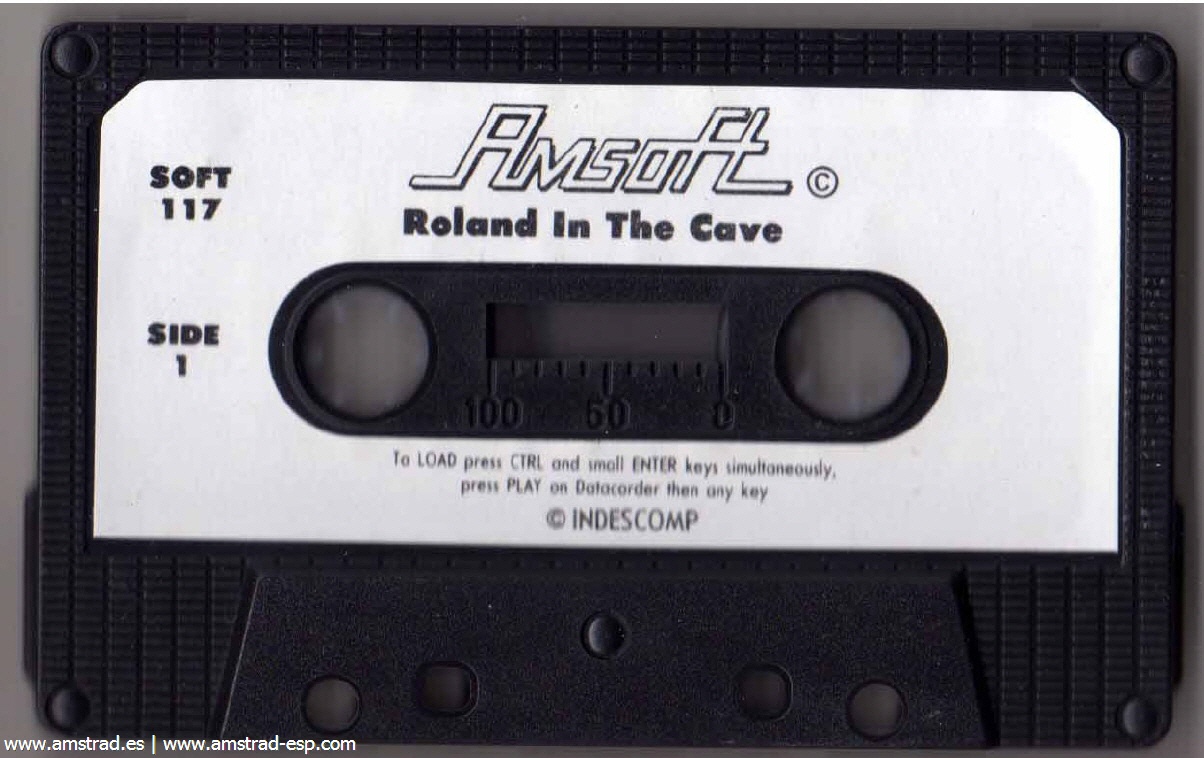 Amsoft ©
SOFT
117
Roland In The Cave
SIDE
1
100 50 0
To LOAD press CTRL and small ENTER keys simultaneously,
press PLAY on Datacorder then any key
© INDESCOMP
www.amstrad.es | www.amstrad-esp.com